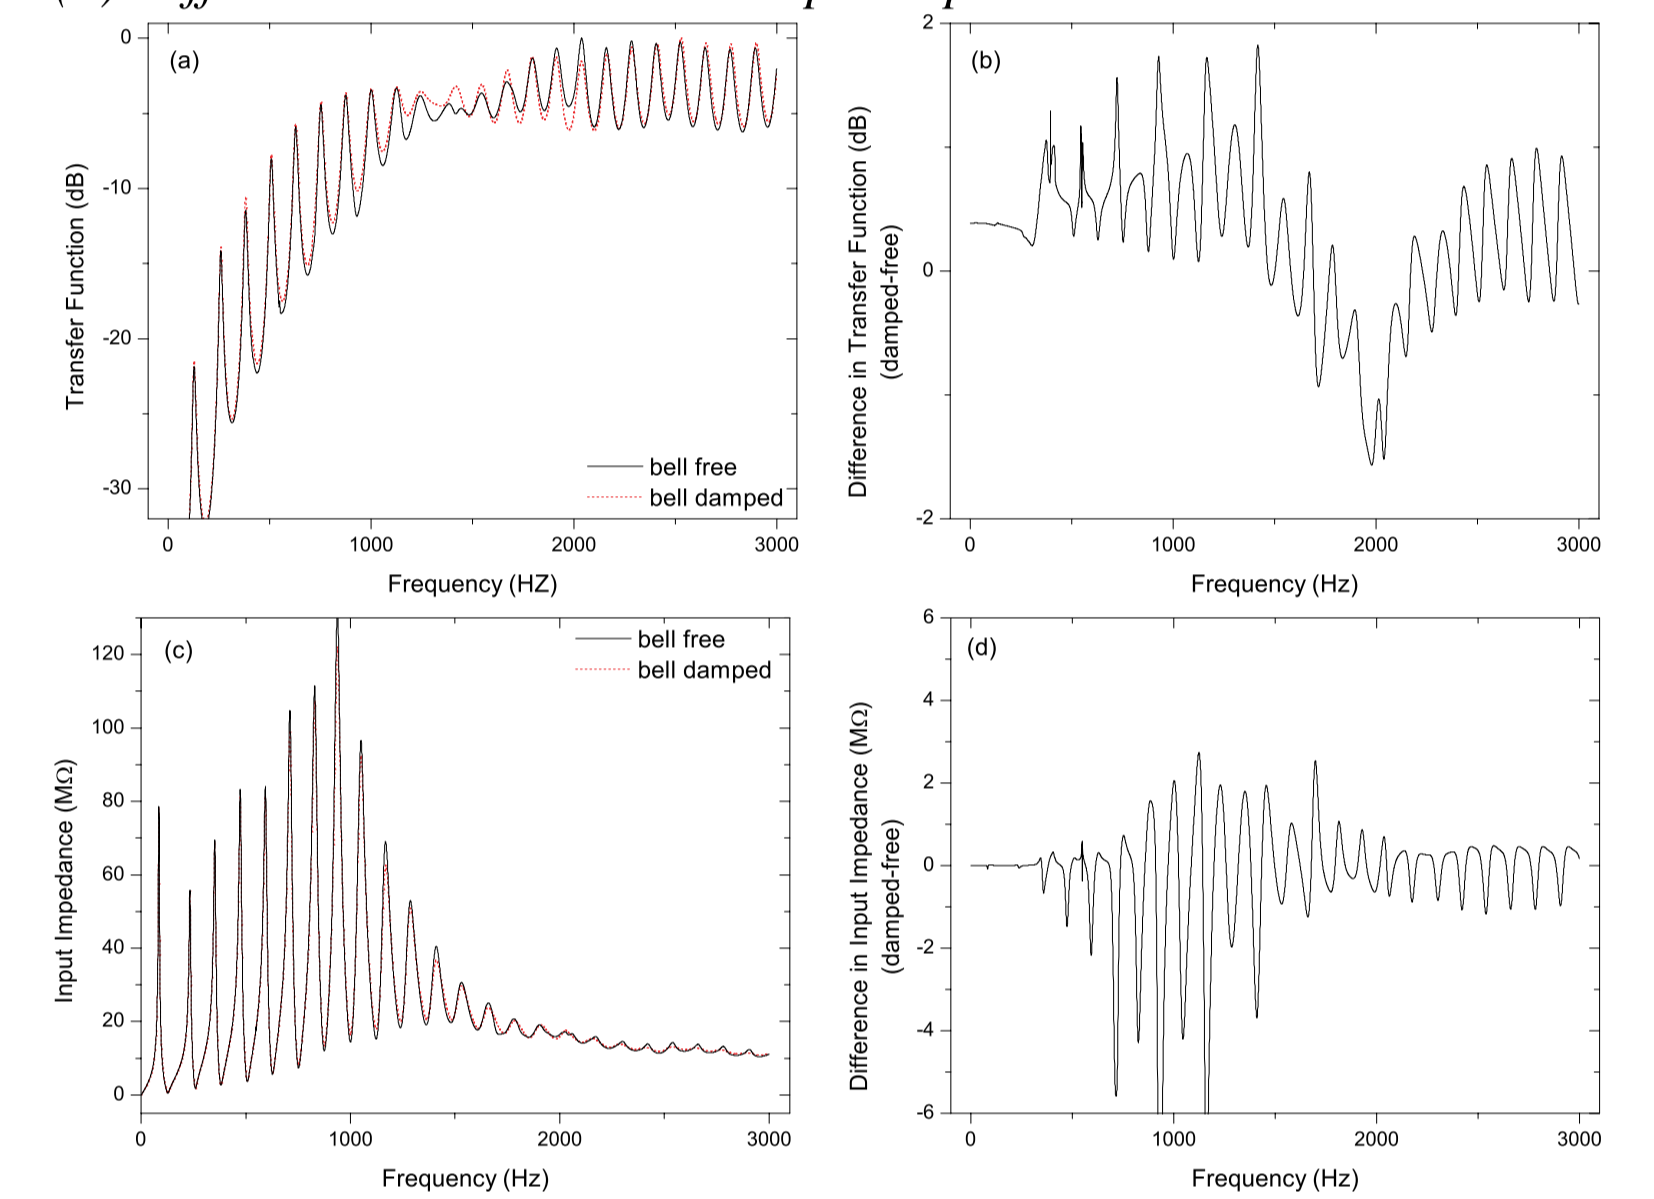 (a)
0
-10
-20
-30
Transfer Function (dB)
bell free
bell damped
0 1000 2000 3000
Frequency (HZ)
(b)
2
0
-2
Difference in Transfer Function (dB)
(damped-free)
0 1000 2000 3000
Frequency (Hz)
(c)
120
100
80
60
40
20
0
Input Impedance (MΩ)
bell free
bell damped
0 1000 2000 3000
Frequency (Hz)
(d)
6
4
2
0
-2
-4
-6
Difference in Input Impedance (MΩ)
(damped-free)
0 1000 2000 3000
Frequency (Hz)